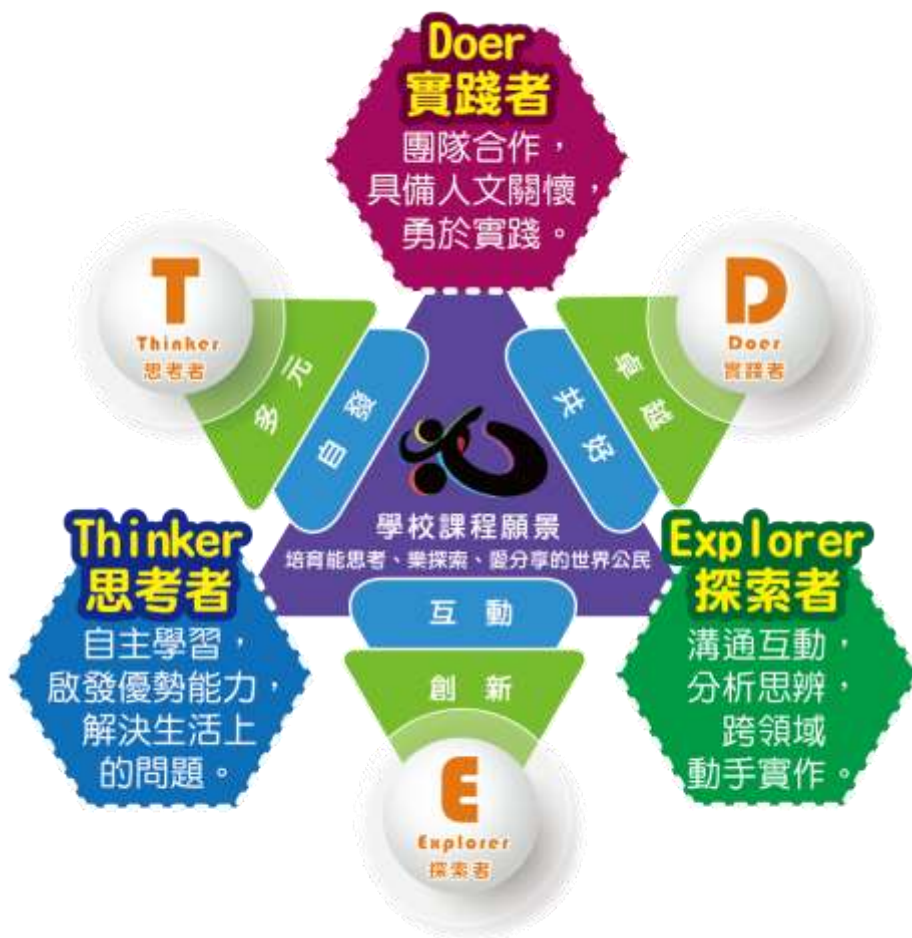 Doer
實踐者
團隊合作，
具備人文關懷，
勇於實踐。
T
Thinker
思考者
多元
自發
D
Doer
實踐者
卓越
共好
學校課程願景
培育能思考、樂探索、愛分享的世界公民
Thinker
思考者
自主學習，
啟發優勢能力，
解決生活上
的問題。
互動
創新
E
Explorer
探索者
Explorer
探索者
溝通互動，
分析思辨，
跨領域
動手實作。